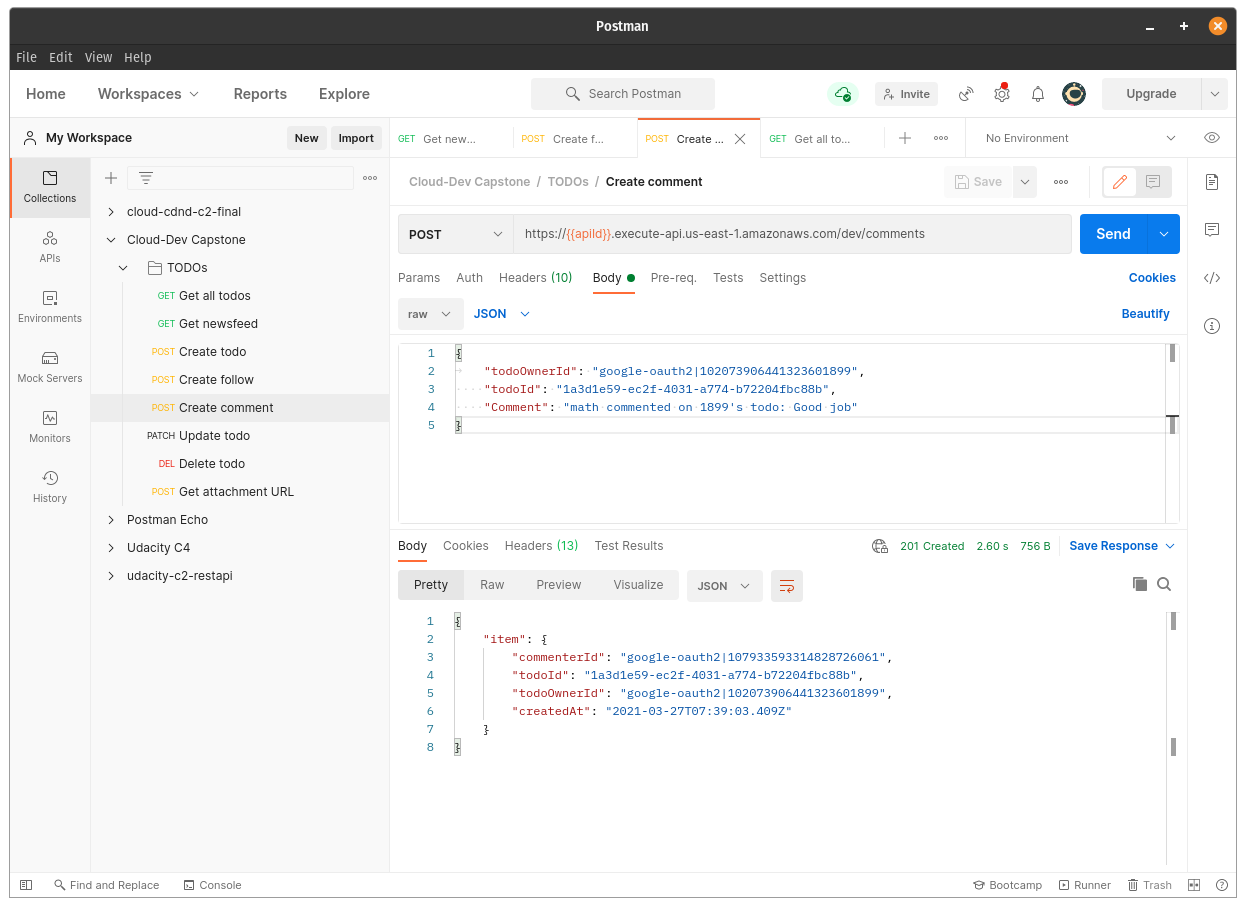 Postman
File Edit View Help
Home Workspaces Reports Explore Search Postman Invite Upgrade
My Workspace New Import
GET Get new... POST Create f... POST Create ... GET Get all to... No Environment
Collections
APIs
Environments
Mock Servers
Monitors
History
cloud-cdnd-c2-final
Cloud-Dev Capstone
TODOs
GET Get all todos
GET Get newsfeed
POST Create todo
POST Create follow
POST Create comment
PATCH Update todo
DEL Delete todo
POST Get attachment URL
Postman Echo
Udacity C4
udacity-c2-restapi
Cloud-Dev Capstone / TODOs / Create comment Save
POST https://{{apiId}}.execute-api.us-east-1.amazonaws.com/dev/comments Send
Params Auth Headers (10) Body Pre-req. Tests Settings Cookies
raw JSON Beautify
1 {
2 "todoOwnerId": "google-oauth2|102073906441323601899",
3 "todoId": "1a3d1e59-ec2f-4031-a774-b72204fbc88b",
4 "Comment": "math commented on 1899's todo: Good job"
5 }
Body Cookies Headers (13) Test Results 201 Created 2.60 s 756 B Save Response
Pretty Raw Preview Visualize JSON
1 {
2 "item": {
3 "commenterId": "google-oauth2|107933593314828726061",
4 "todoId": "1a3d1e59-ec2f-4031-a774-b72204fbc88b",
5 "todoOwnerId": "google-oauth2|102073906441323601899",
6 "createdAt": "2021-03-27T07:39:03.409Z"
7 }
8 }
Find and Replace Console Bootcamp Runner Trash